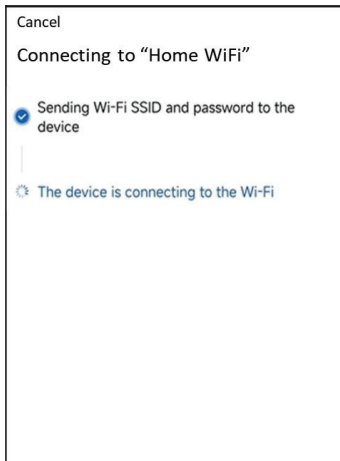 Cancel
Connecting to “Home WiFi”
Sending Wi-Fi SSID and password to the
device
The device is connecting to the Wi-Fi